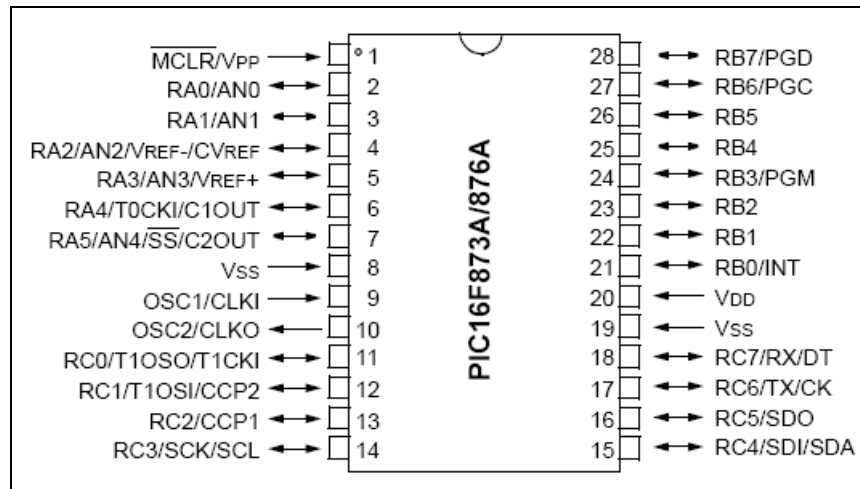 MCLR/VPP 1
RA0/AN0 2
RA1/AN1 3
RA2/AN2/VREF-/CVREF 4
RA3/AN3/VREF+ 5
RA4/T0CKI/C1OUT 6
RA5/AN4/SS/C2OUT 7
VSS 8
OSC1/CLKI 9
OSC2/CLKO 10
RC0/T1OSO/T1CKI 11
RC1/T1OSI/CCP2 12
RC2/CCP1 13
RC3/SCK/SCL 14
PIC16F873A/876A
28 RB7/PGD
27 RB6/PGC
26 RB5
25 RB4
24 RB3/PGM
23 RB2
22 RB1
21 RB0/INT
20 VDD
19 VSS
18 RC7/RX/DT
17 RC6/TX/CK
16 RC5/SDO
15 RC4/SDI/SDA